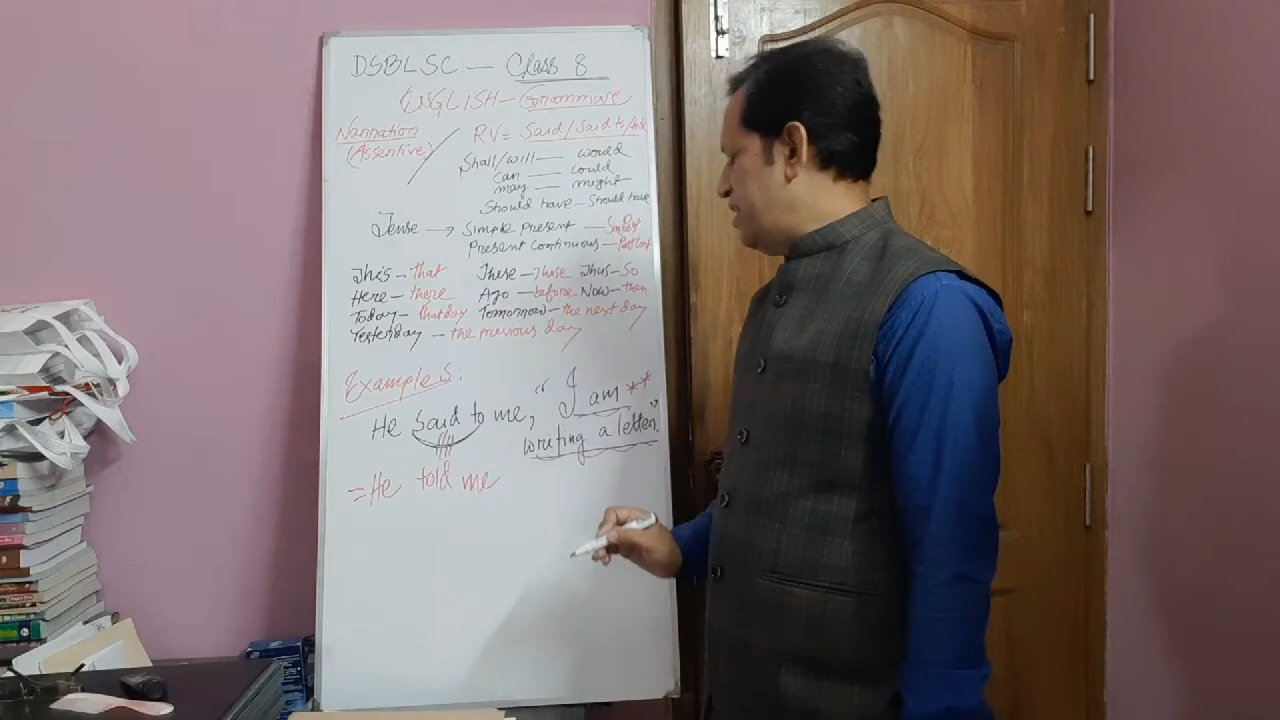 DSBLSC — Class 8
ENGLISH — Grammar
Narration
(Assertive)
RV = Said / Said to /
Shall/will — would
can — could
may — might
Should have — Should have
Tense → Simple Present — Sim Past
Present Continuous — Past Cont
This — that These — Those Thus — So
Here — there Ago — before Now — then
Today — that day Tomorrow — the next day
Yesterday — the previous day
Examples:
He Said to me, " I am **
writing a letter."
= He told me